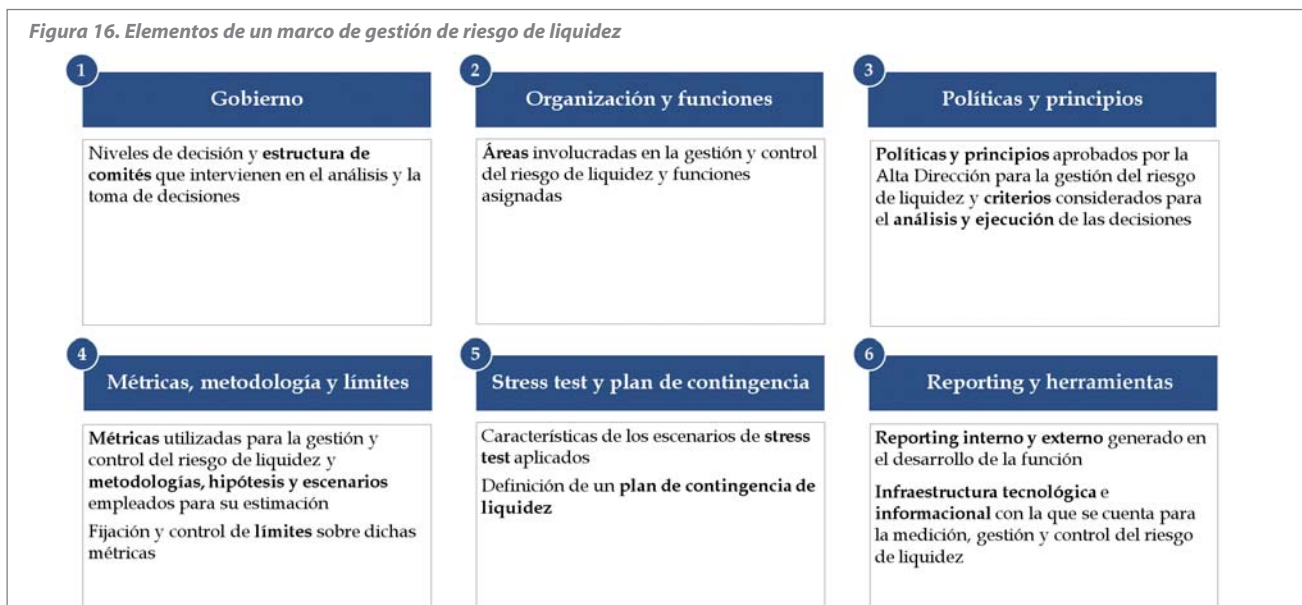 Figura 16. Elementos de un marco de gestión de riesgo de liquidez
1
Gobierno
Niveles de decisión y estructura de
comités que intervienen en el análisis y la
toma de decisiones
2
Organización y funciones
Áreas involucradas en la gestión y control
del riesgo de liquidez y funciones
asignadas
3
Políticas y principios
Políticas y principios aprobados por la
Alta Dirección para la gestión del riesgo
de liquidez y criterios considerados para
el análisis y ejecución de las decisiones
4
Métricas, metodología y límites
Métricas utilizadas para la gestión y
control del riesgo de liquidez y
metodologías, hipótesis y escenarios
empleados para su estimación
Fijación y control de límites sobre dichas
métricas
5
Stress test y plan de contingencia
Características de los escenarios de stress
test aplicados
Definición de un plan de contingencia de
liquidez
6
Reporting y herramientas
Reporting interno y externo generado en
el desarrollo de la función
Infraestructura tecnológica e
informacional con la que se cuenta para
la medición, gestión y control del riesgo
de liquidez